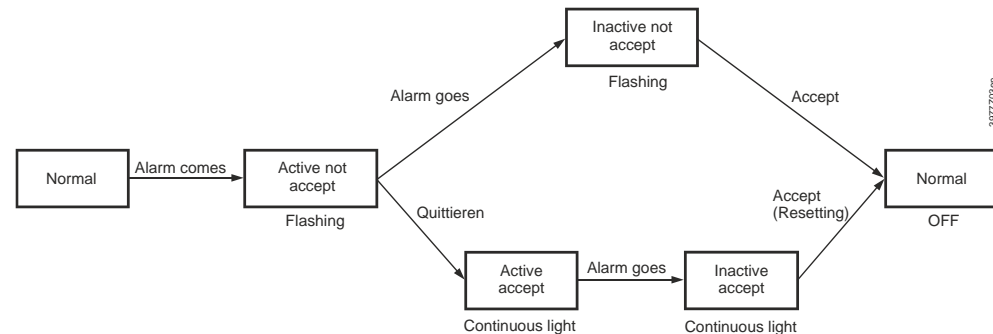 Inactive not
accept
Flashing
Alarm goes
Accept
Normal
Alarm comes
Active not
accept
Flashing
Quittieren
Accept
(Resetting)
Normal
OFF
Active
accept
Alarm goes
Inactive
accept
Continuous light
Continuous light